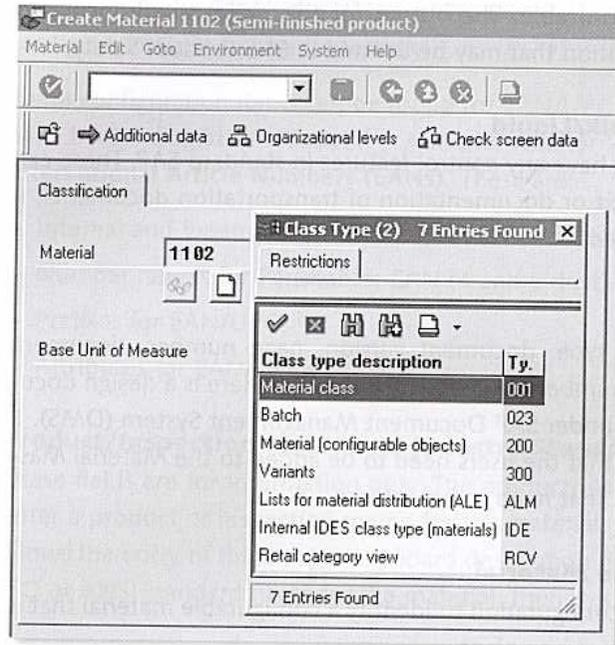 Create Material 1102 (Semi-finished product)
Material Edit Goto Environment System Help
Additional data Organizational levels Check screen data
Classification
Material 1102
Base Unit of Measure
Class Type (2) 7 Entries Found
Restrictions
Class type description Ty.
Material class 001
Batch 023
Material (configurable objects) 200
Variants 300
Lists for material distribution (ALE) ALM
Internal IDES class type (materials) IDE
Retail category view RCV
7 Entries Found